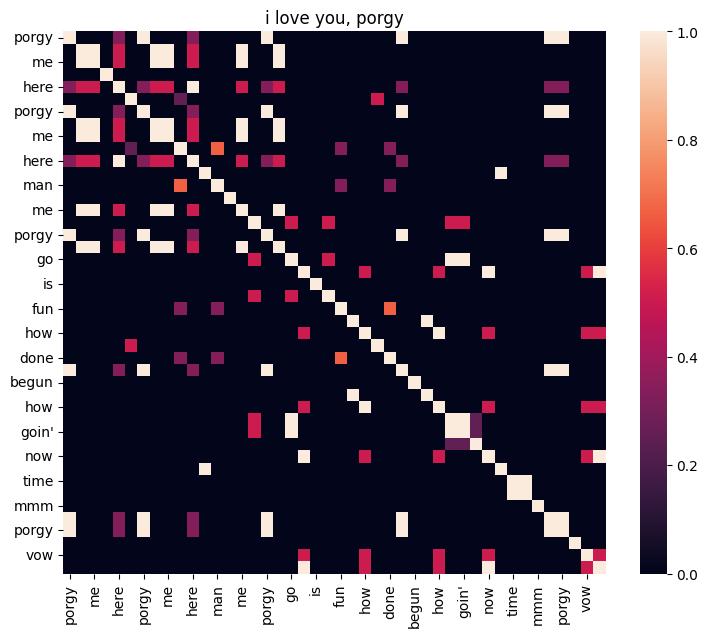 i love you, porgy
porgy
me
here
porgy
me
here
man
me
porgy
go
is
fun
how
done
begun
how
goin'
now
time
mmm
porgy
vow
1.0
0.8
0.6
0.4
0.2
0.0
porgy
me
here
porgy
me
here
man
me
porgy
go
is
fun
how
done
begun
how
goin'
now
time
mmm
porgy
vow